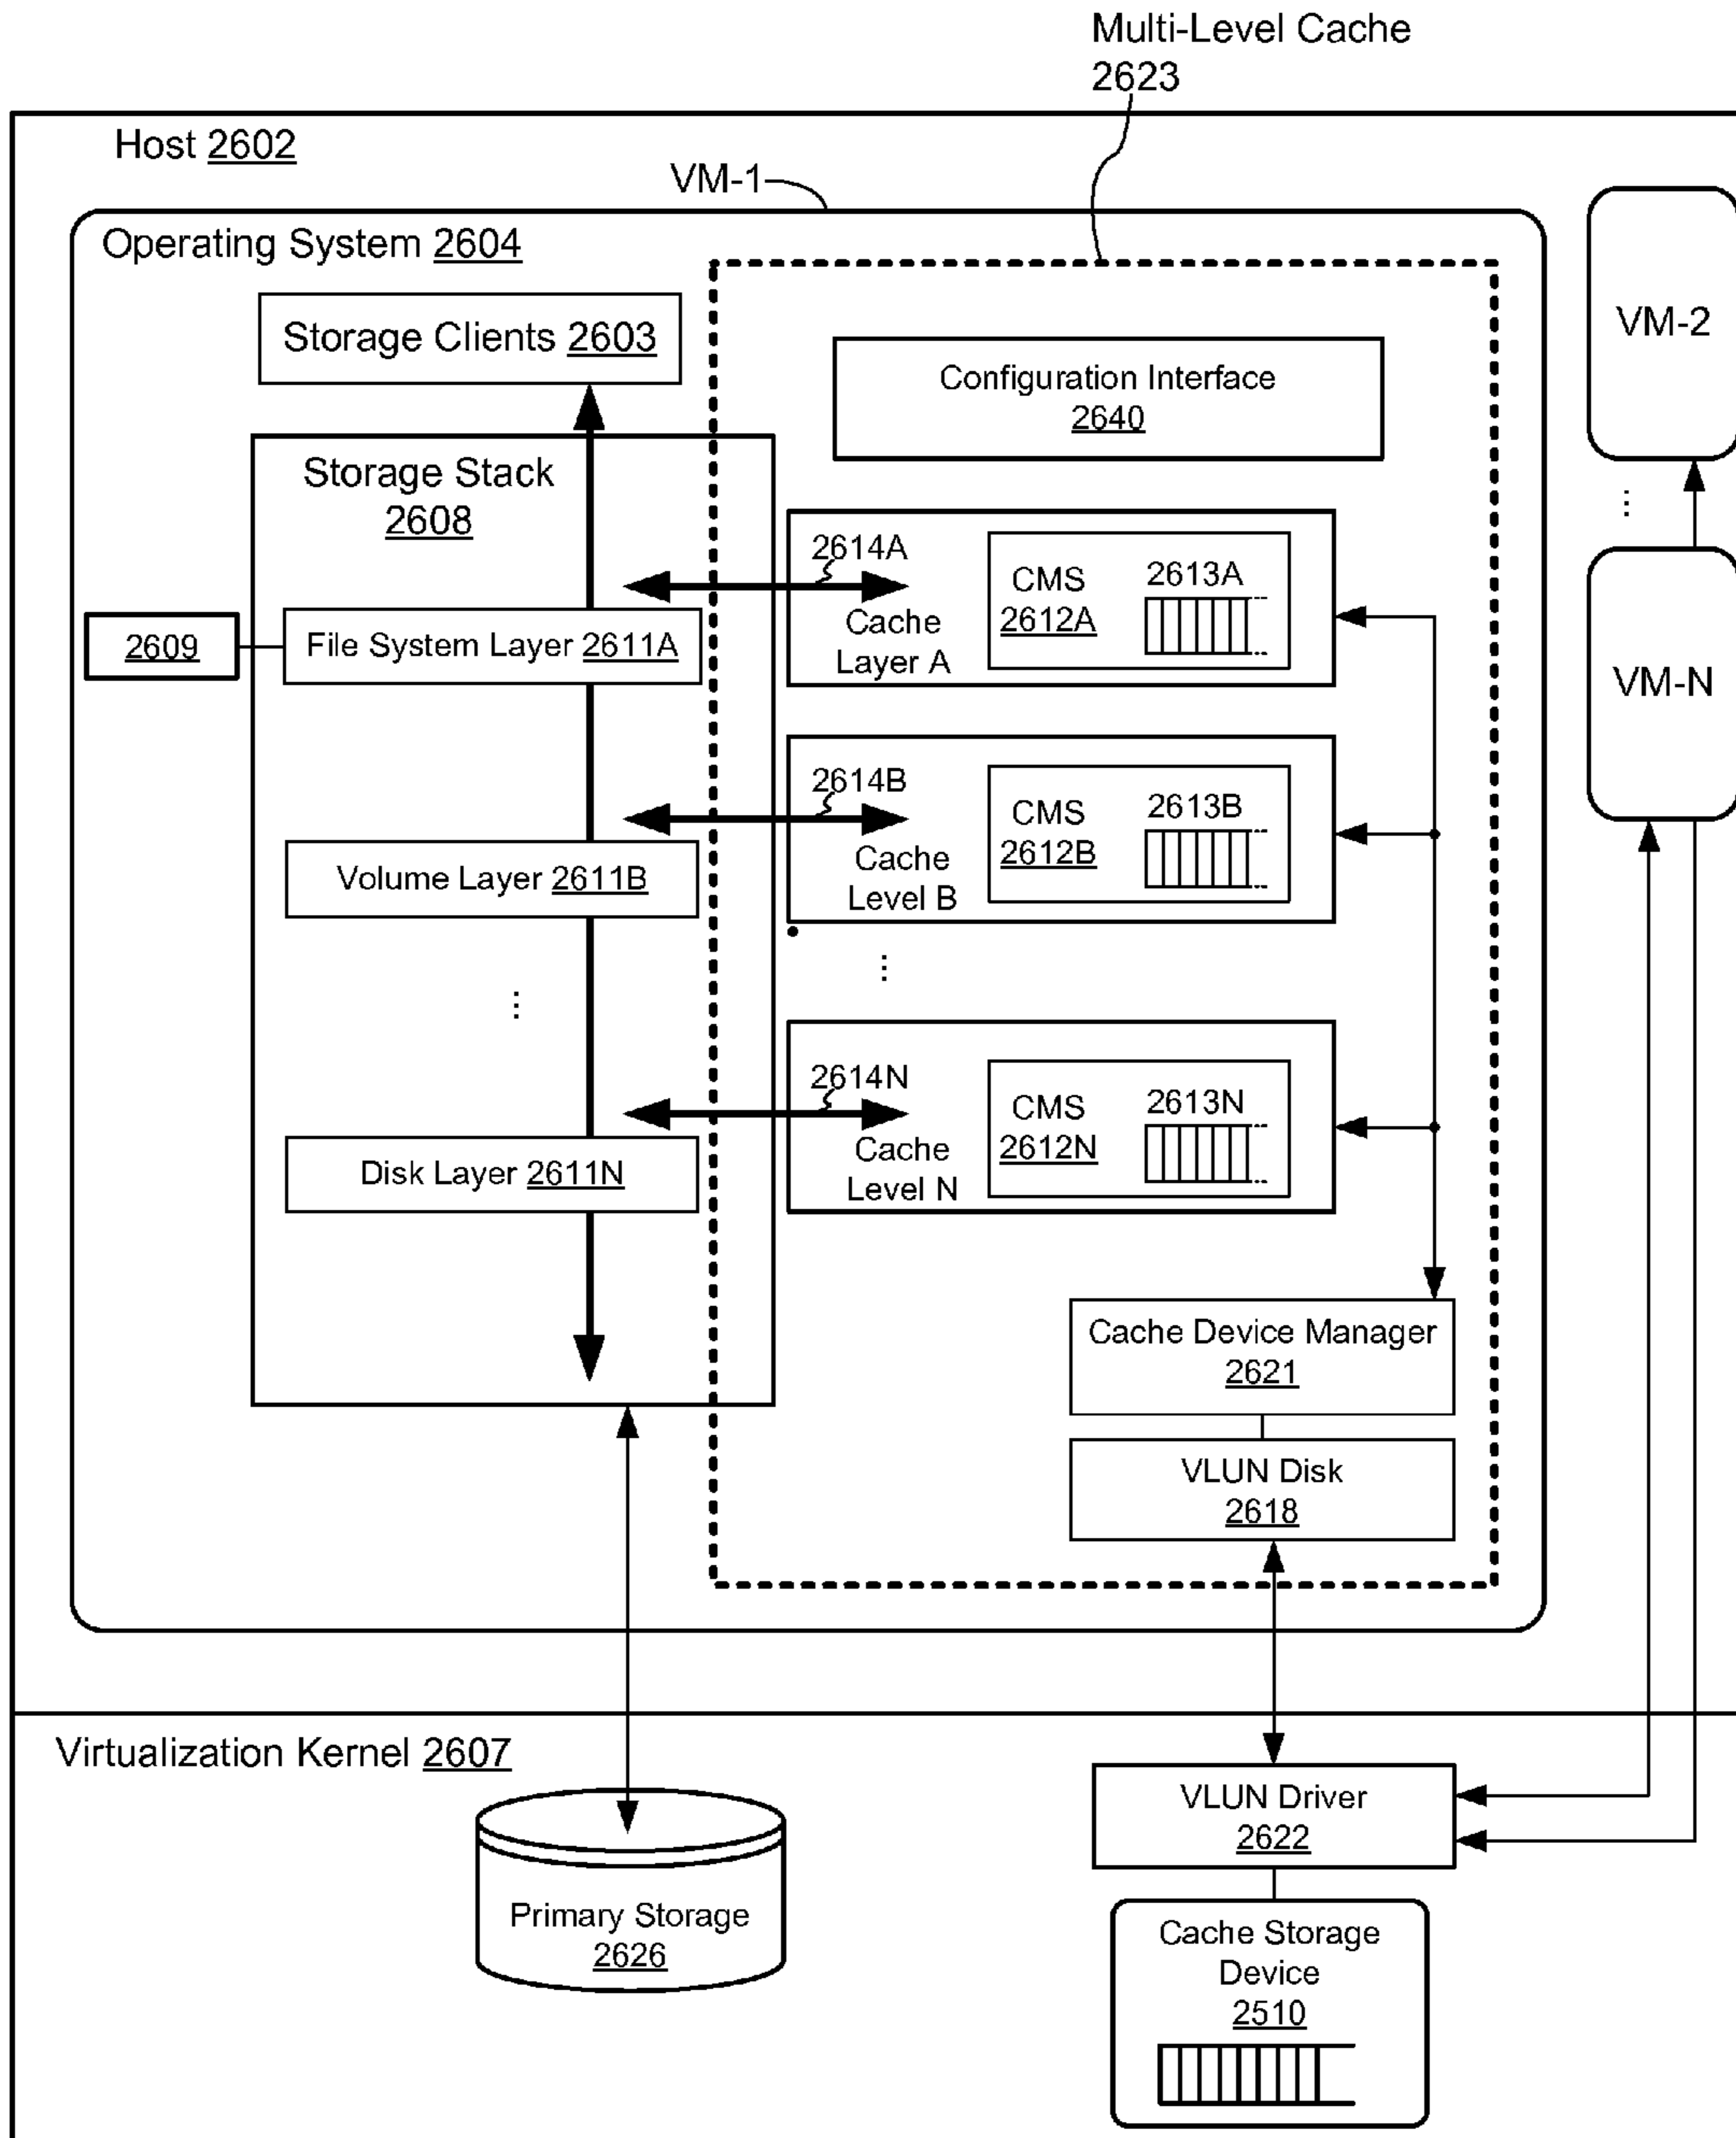 Multi-Level Cache
2623
Host 2602
VM-1
Operating System 2604
Storage Clients 2603
Configuration Interface
2640
VM-2
Storage Stack
2608
2614A
Cache
Layer A
CMS
2612A
2613A
2609
File System Layer 2611A
...
VM-N
2614B
Cache
Level B
CMS
2612B
2613B
Volume Layer 2611B
...
...
2614N
Cache
Level N
CMS
2612N
2613N
Disk Layer 2611N
Cache Device Manager
2621
VLUN Disk
2618
Virtualization Kernel 2607
VLUN Driver
2622
Primary Storage
2626
Cache Storage
Device
2510